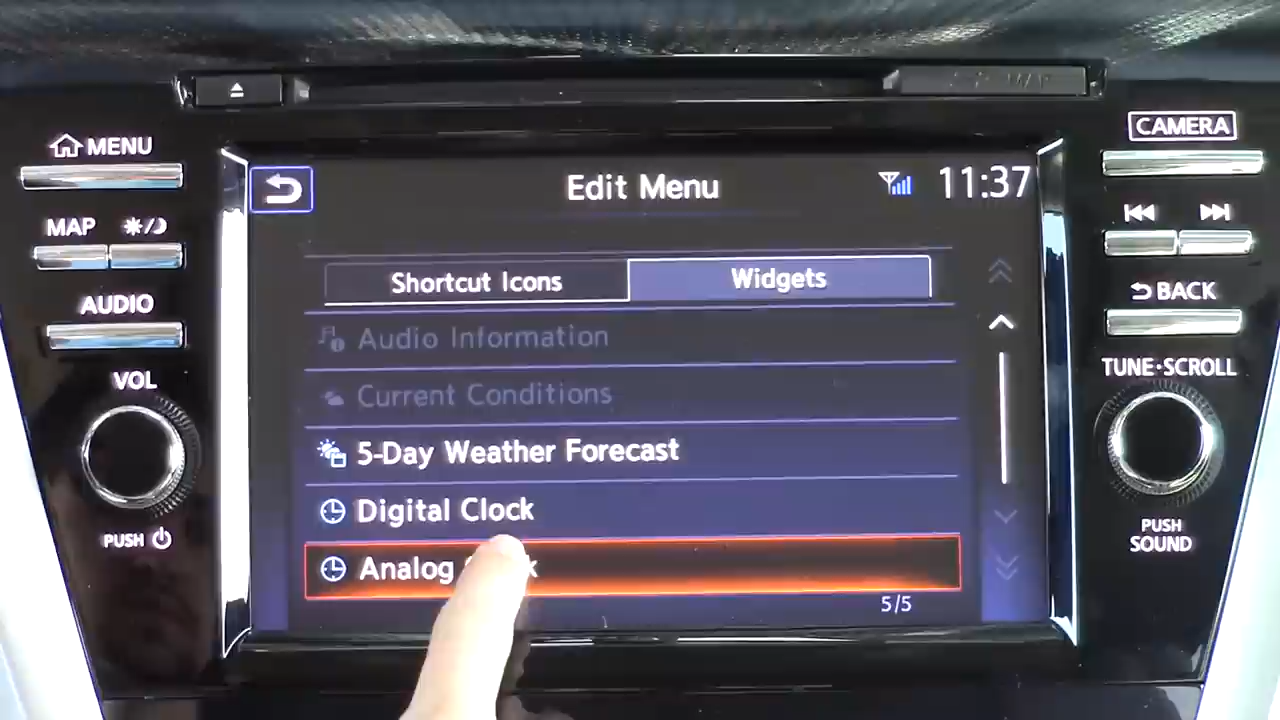 MENU
MAP
AUDIO
VOL
PUSH
Edit Menu
11:37
Shortcut Icons
Widgets
Audio Information
Current Conditions
5-Day Weather Forecast
Digital Clock
Analog
5/5
CAMERA
BACK
TUNE·SCROLL
PUSH
SOUND